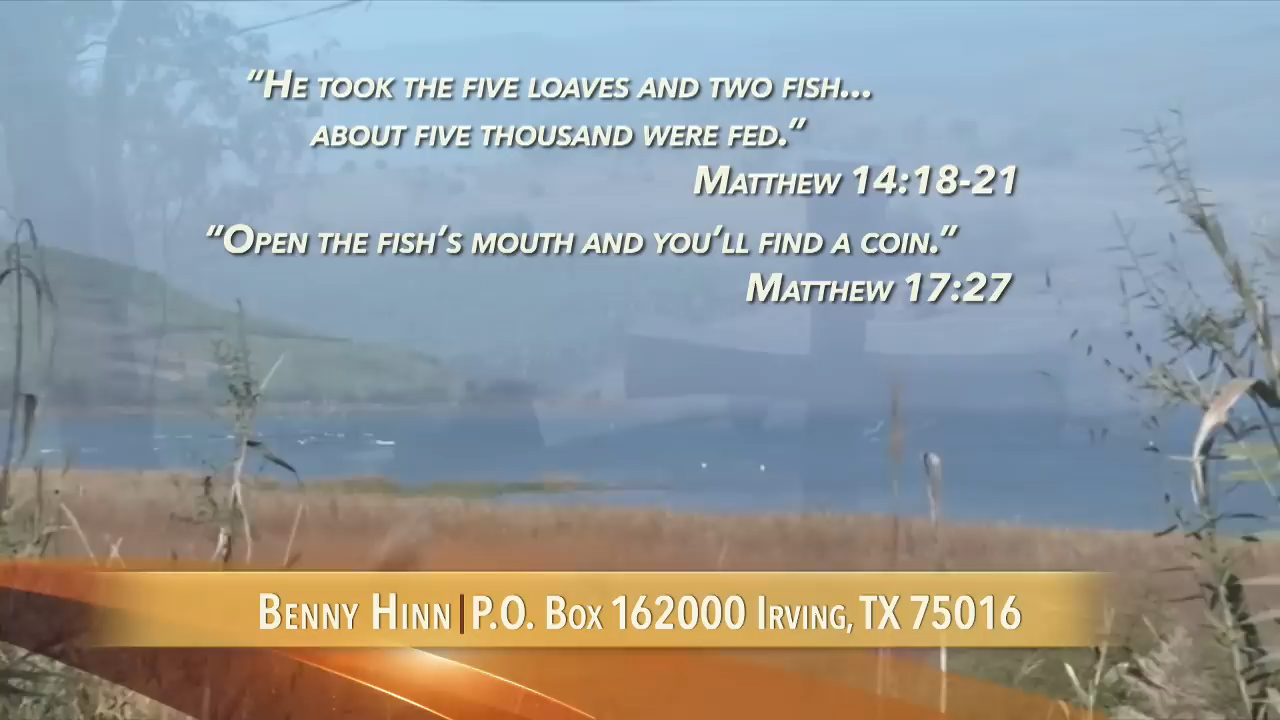 “He took the five loaves and two fish...
about five thousand were fed.”
Matthew 14:18-21
“Open the fish’s mouth and you’ll find a coin.”
Matthew 17:27
Benny Hinn | P.O. Box 162000 Irving, TX 75016